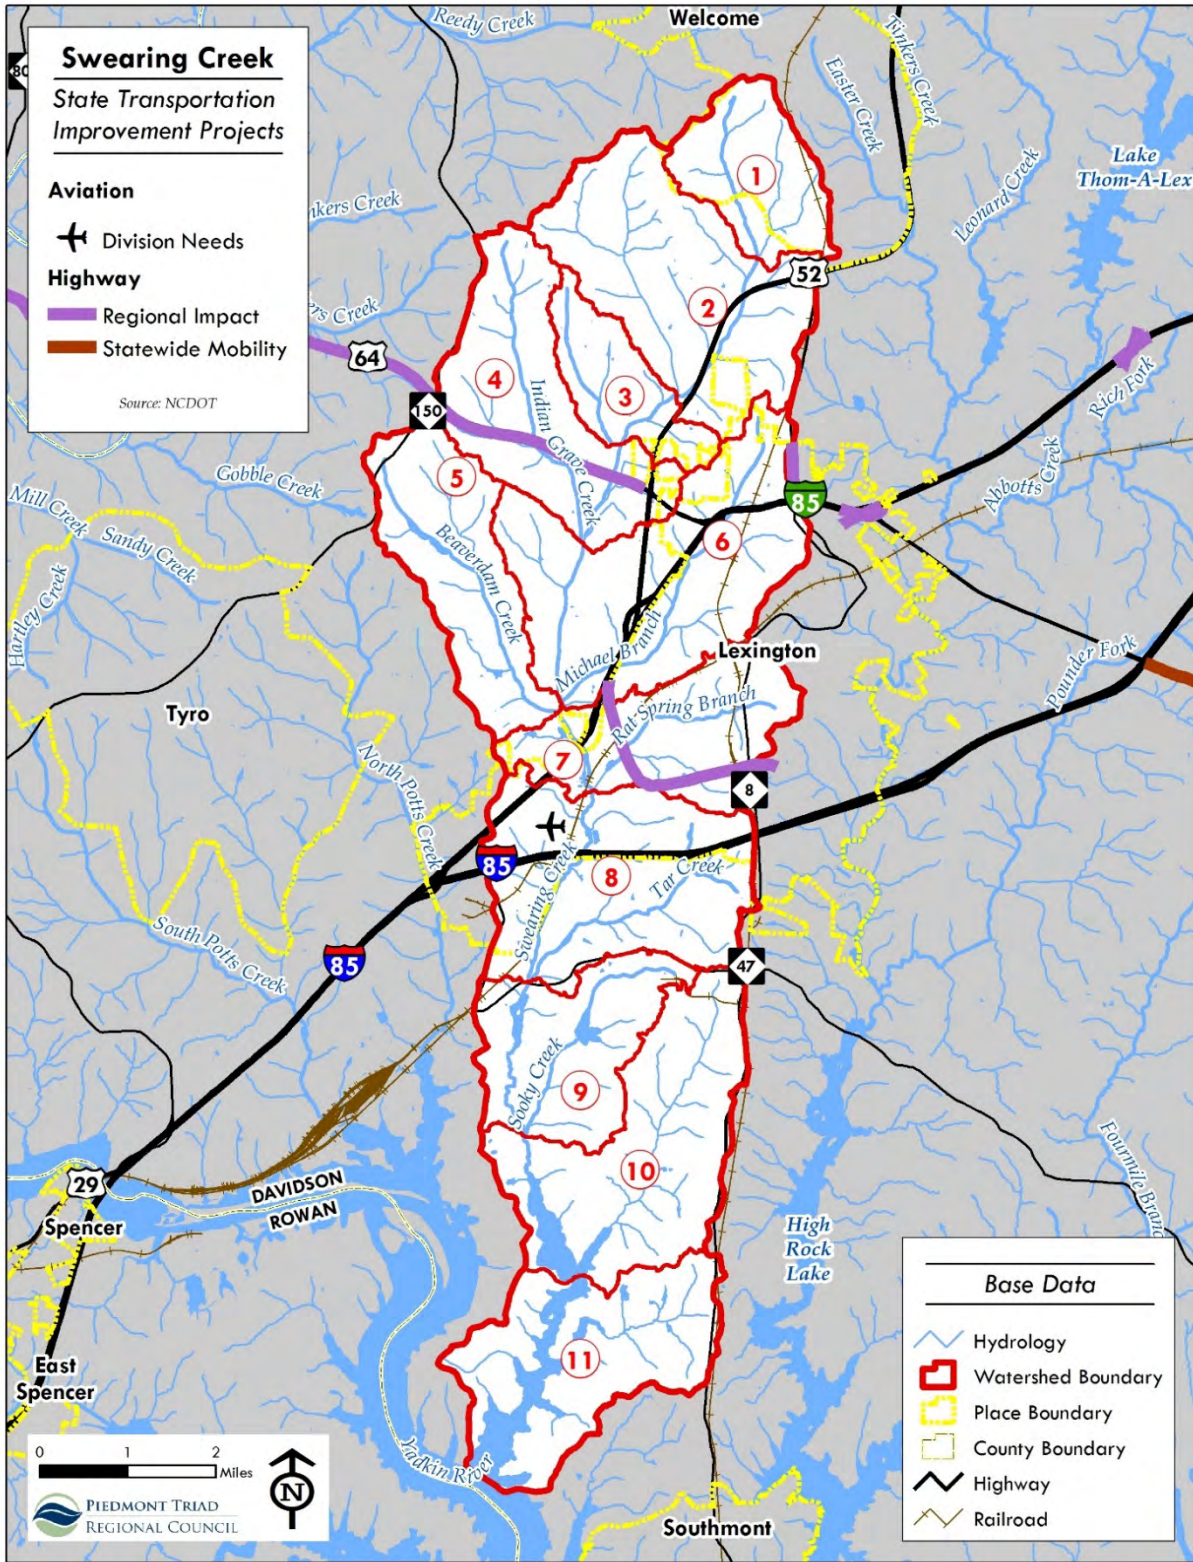 Swearing Creek
State Transportation
Improvement Projects
Aviation
Division Needs
Highway
Regional Impact
Statewide Mobility
Source: NCDOT
Reedy Creek
Welcome
Tinkers Creek
Easter Creek
Leonard Creek
Lake
Thom-A-Lex
nkers Creek
ers Creek
1
52
2
64
150
4
3
Indian Grave Creek
Rich Fork
Abbotts Creek
Gobble Creek
5
85
6
Mill Creek
Sandy Creek
Hartley Creek
Beaverdam Creek
Michael Branch
Lexington
Pounder Fork
Tyro
Rat Spring Branch
North Potts Creek
7
8
85
8
Tar Creek
Swearing Creek
South Potts Creek
85
47
Sooky Creek
9
10
Fourmile Bran
29
DAVIDSON
ROWAN
Spencer
High
Rock
Lake
11
East
Spencer
Yadkin River
Southmont
0 1 2
Miles
PIEDMONT TRIAD
REGIONAL COUNCIL
N
Base Data
Hydrology
Watershed Boundary
Place Boundary
County Boundary
Highway
Railroad